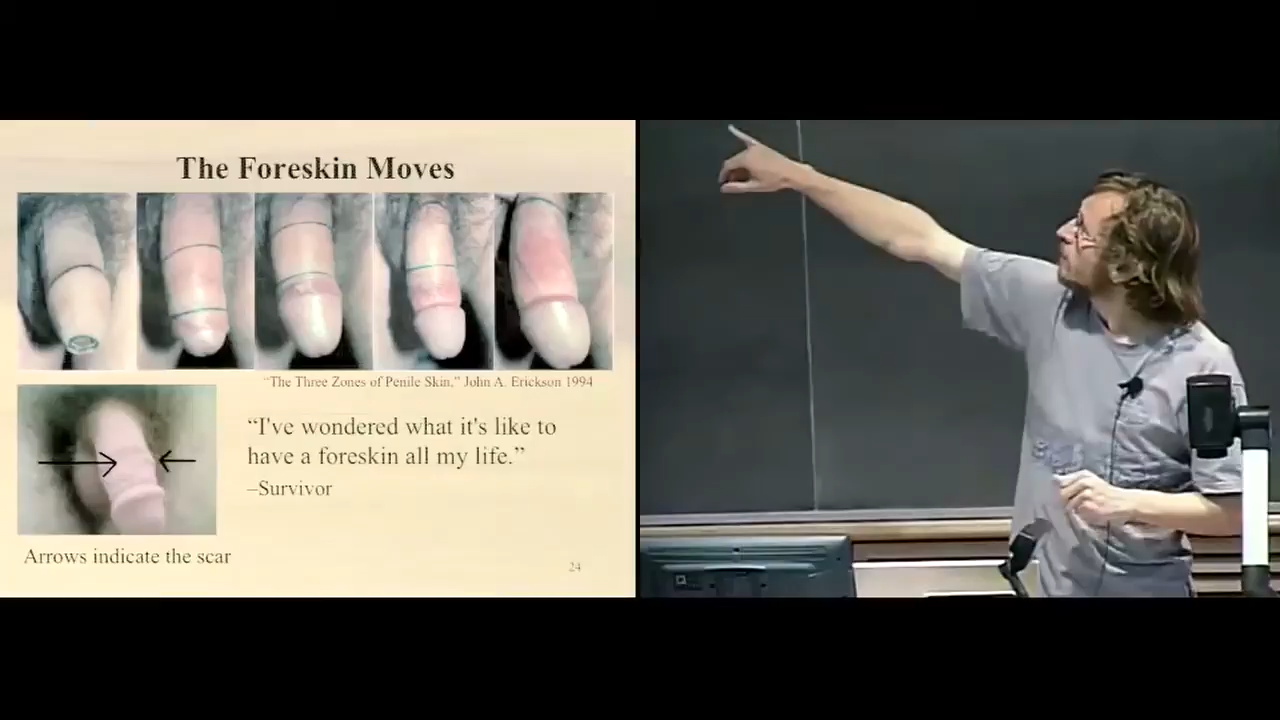 The Foreskin Moves
"The Three Zones of Penile Skin," John A. Erickson 1994
“I've wondered what it's like to
have a foreskin all my life.”
–Survivor
Arrows indicate the scar
24